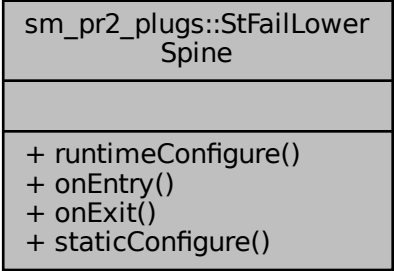 sm_pr2_plugs::StFailLower
Spine
+ runtimeConfigure()
+ onEntry()
+ onExit()
+ staticConfigure()